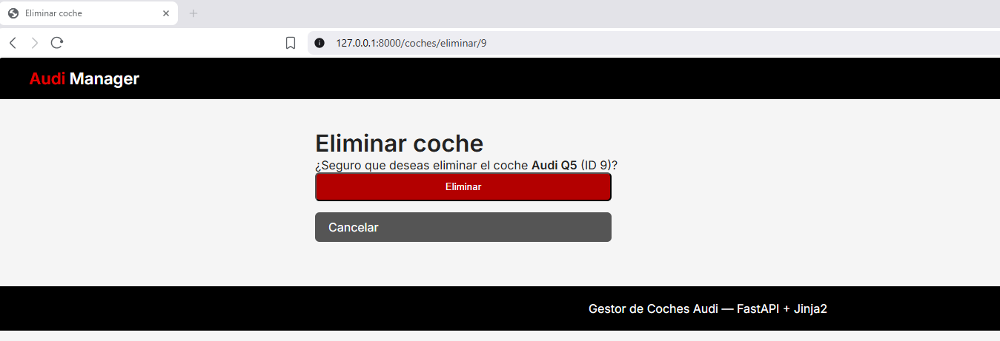 Eliminar coche
127.0.0.1:8000/coches/eliminar/9
Audi Manager
Eliminar coche
¿Seguro que deseas eliminar el coche Audi Q5 (ID 9)?
Eliminar
Cancelar
Gestor de Coches Audi — FastAPI + Jinja2